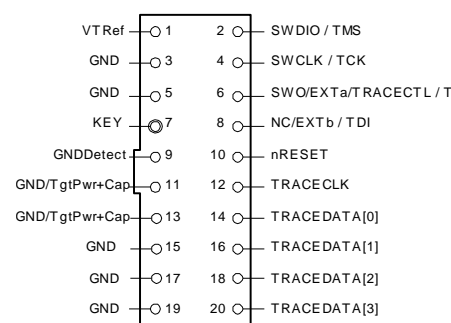 VTRef 1 2 SWDIO / TMS
GND 3 4 SWCLK / TCK
GND 5 6 SWO/EXTa/TRACECTL / T
KEY 7 8 NC/EXTb / TDI
GNDDetect 9 10 nRESET
GND/TgtPwr+Cap 11 12 TRACECLK
GND/TgtPwr+Cap 13 14 TRACEDATA[0]
GND 15 16 TRACEDATA[1]
GND 17 18 TRACEDATA[2]
GND 19 20 TRACEDATA[3]